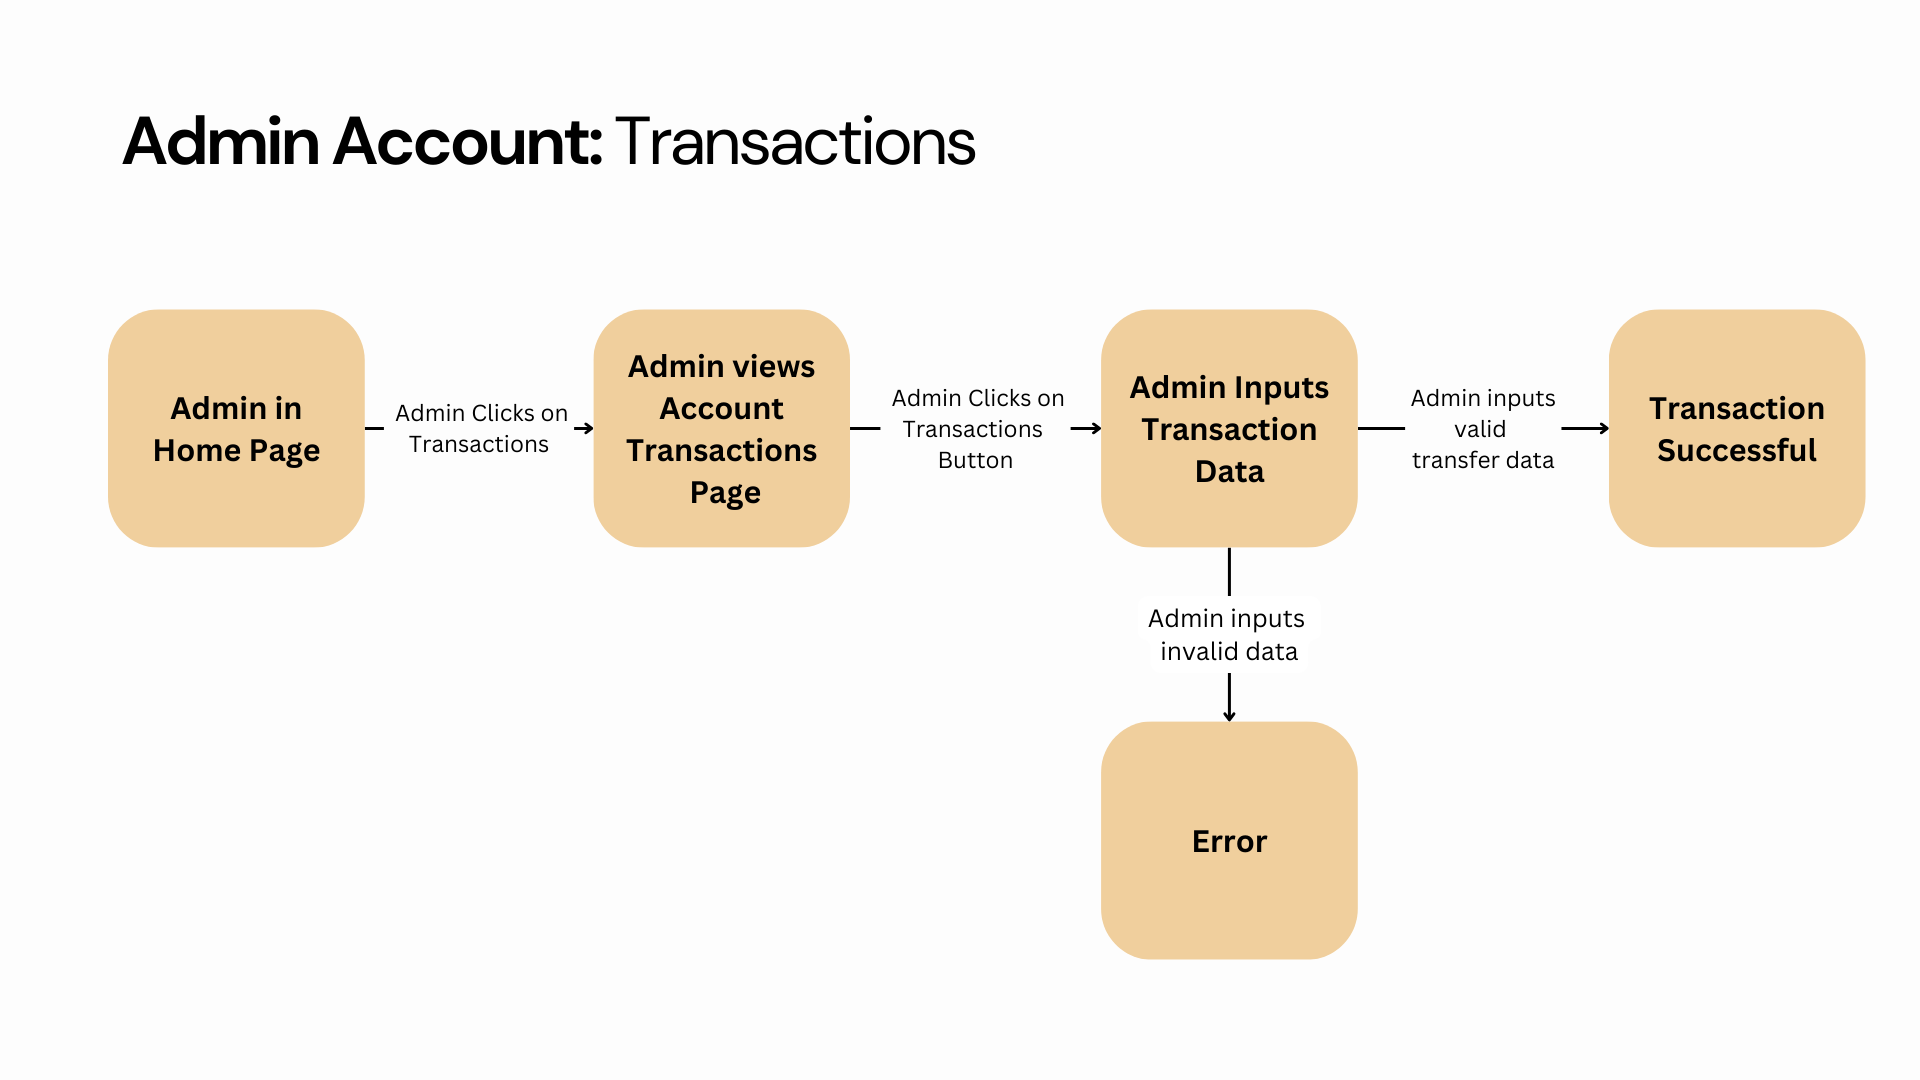 Admin Account: Transactions
Admin in
Home Page
Admin Clicks on
Transactions
Admin views
Account
Transactions
Page
Admin Clicks on
Transactions
Button
Admin Inputs
Transaction
Data
Admin inputs
valid
transfer data
Transaction
Successful
Admin inputs
invalid data
Error